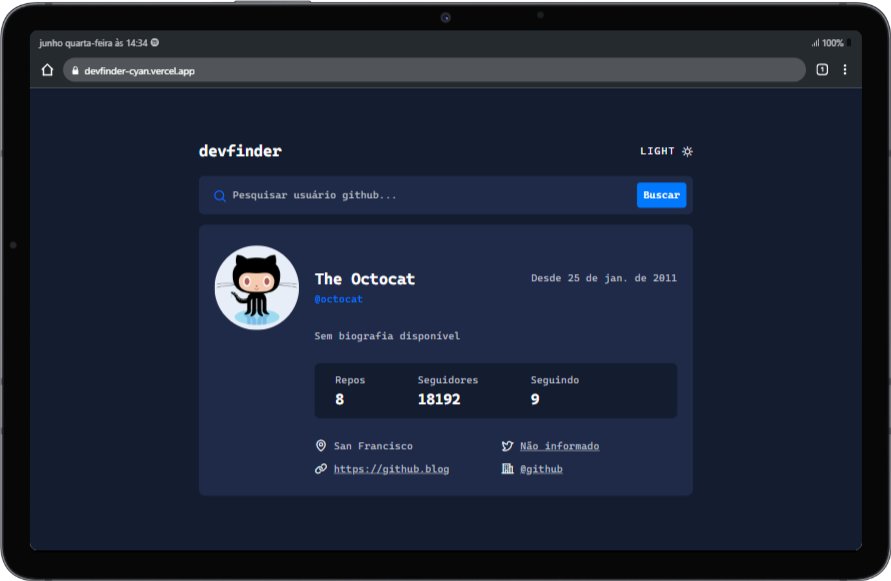 junho quarta-feira às 14:34
100%
devfinder-cyan.vercel.app
1
devfinder
LIGHT
Pesquisar usuário github...
Buscar
The Octocat
Desde 25 de jan. de 2011
@octocat
Sem biografia disponível
Repos Seguidores Seguindo
8 18192 9
San Francisco Não informado
https://github.blog @github